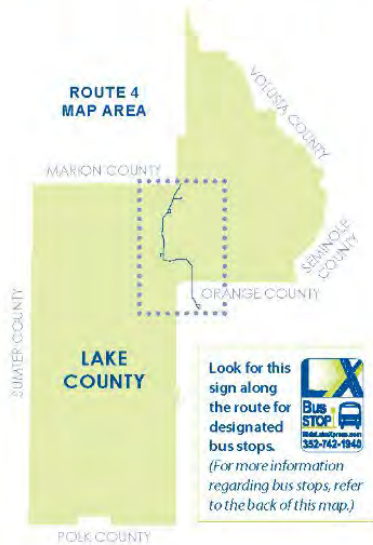 ROUTE 4
MAP AREA
VOLUSIA COUNTY
MARION COUNTY
SEMINOLE
COUNTY
ORANGE COUNTY
SUMTER COUNTY
LAKE
COUNTY
Look for this
sign along
the route for
designated
bus stops.
(For more information
regarding bus stops, refer
to the back of this map.)
LX
Bus
STOP
RideLakeXpress.com
352-742-1940
POLK COUNTY